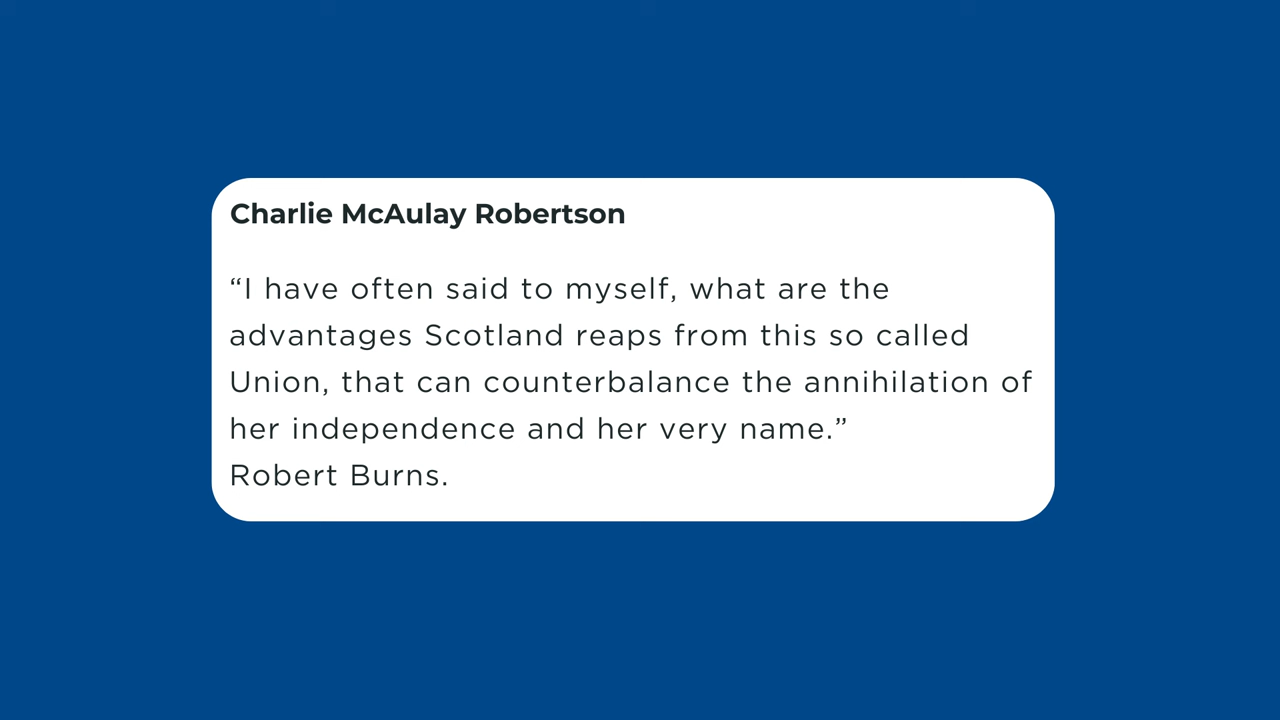 Charlie McAulay Robertson
“I have often said to myself, what are the
advantages Scotland reaps from this so called
Union, that can counterbalance the annihilation of
her independence and her very name.”
Robert Burns.